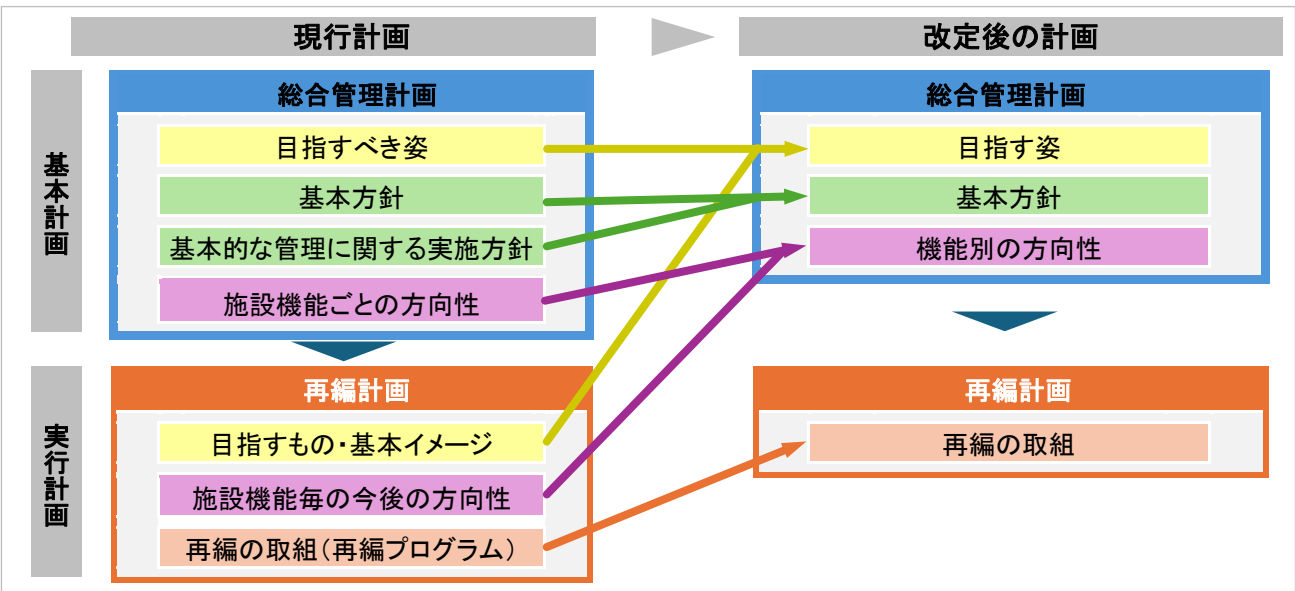 現行計画
改定後の計画
基本計画
総合管理計画
目指すべき姿
基本方針
基本的な管理に関する実施方針
施設機能ごとの方向性
総合管理計画
目指す姿
基本方針
機能別の方向性
実行計画
再編計画
目指すもの・基本イメージ
施設機能毎の今後の方向性
再編の取組(再編プログラム)
再編計画
再編の取組